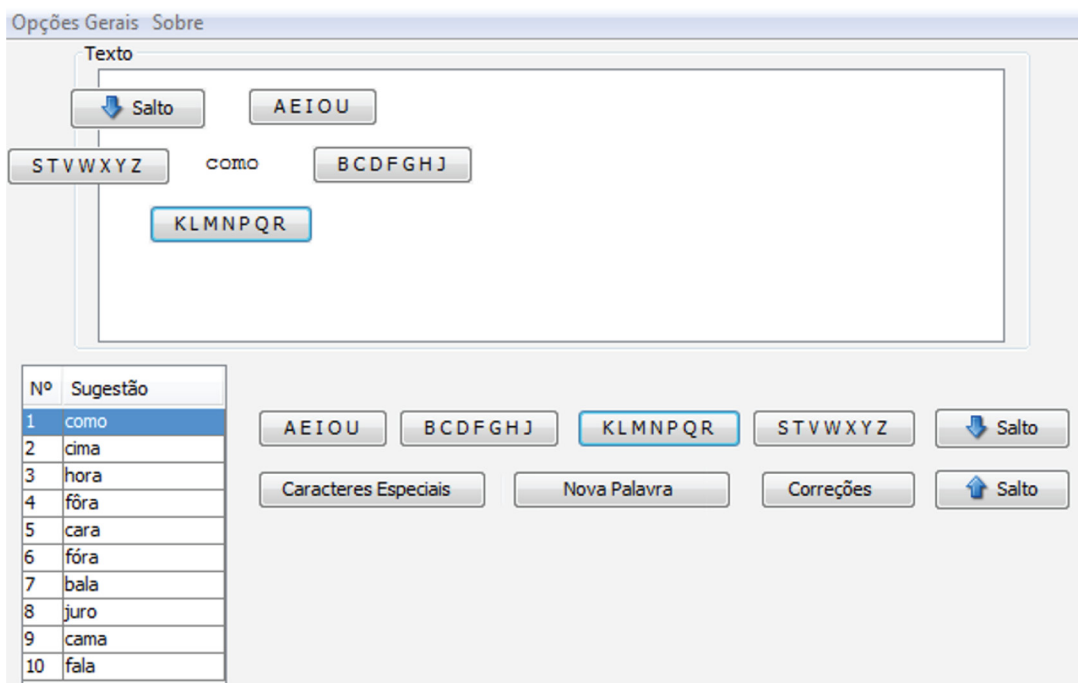 Opções Gerais Sobre
Texto
Salto A E I O U
S T V W X Y Z como B C D F G H J
K L M N P Q R
Nº Sugestão
1 como
2 cima
3 hora
4 fôra
5 cara
6 fóra
7 bala
8 juro
9 cama
10 fala
A E I O U B C D F G H J K L M N P Q R S T V W X Y Z Salto
Caracteres Especiais Nova Palavra Correções Salto